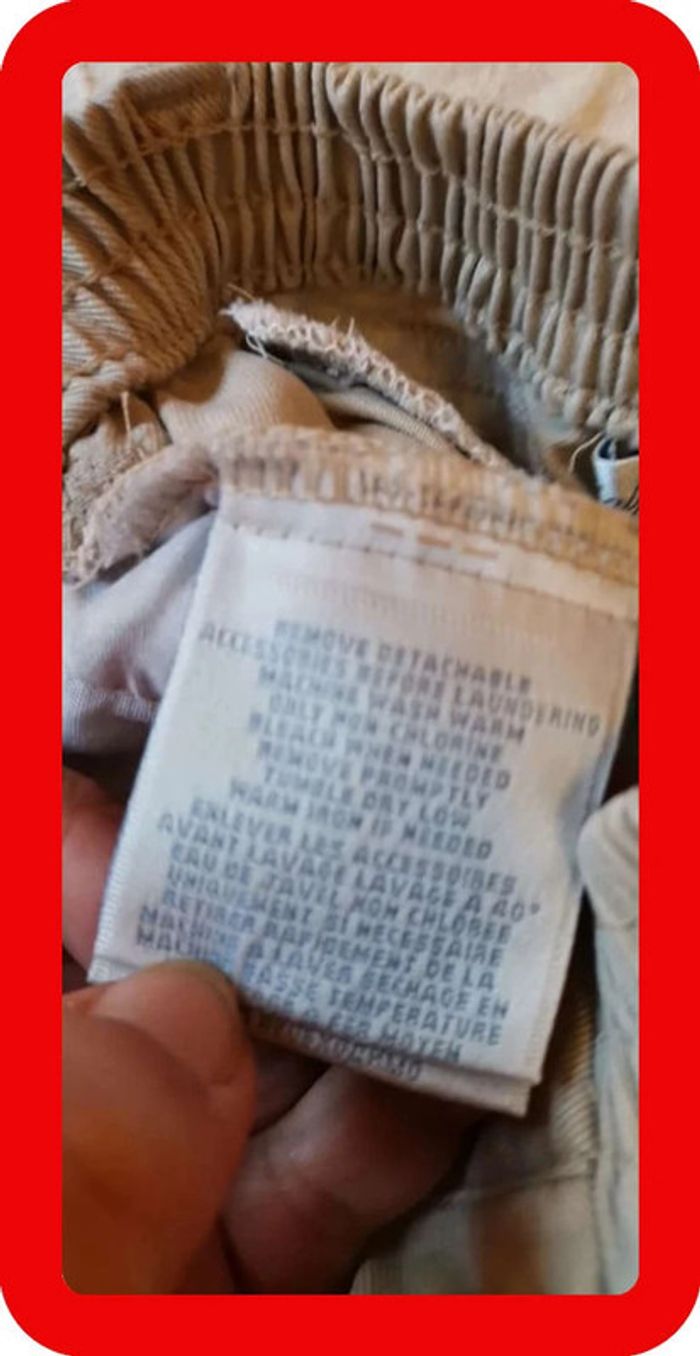 REMOVE DETACHABLE
ACCESSORIES BEFORE LAUNDERING
MACHINE WASH WARM
ONLY NON CHLORINE
BLEACH WHEN NEEDED
REMOVE PROMPTLY
TUMBLE DRY LOW
WARM IRON IF NEEDED
ENLEVER LES ACCESSOIRES
AVANT LAVAGE LAVAGE A 40°
EAU DE JAVEL NON CHLOREE
UNIQUEMENT SI NECESSAIRE
RETIRER RAPIDEMENT DE LA
MACHINE A LAVER SECHAGE EN
MACHINE BASSE TEMPERATURE
A FER MOYEN